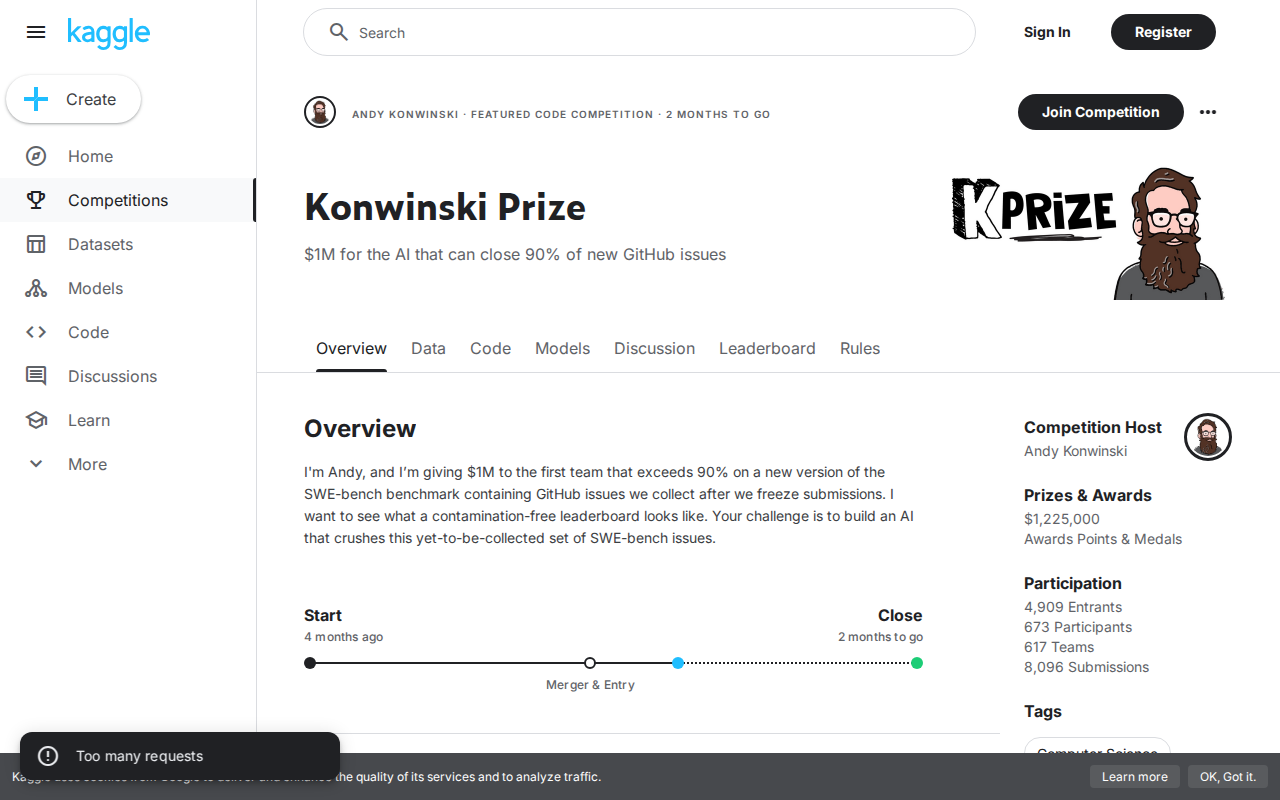 kaggle
Search
Sign In
Register
Create
Home
Competitions
Datasets
Models
Code
Discussions
Learn
More
ANDY KONWINSKI · FEATURED CODE COMPETITION · 2 MONTHS TO GO
Join Competition
Konwinski Prize
$1M for the AI that can close 90% of new GitHub issues
K PRIZE
Overview
Data
Code
Models
Discussion
Leaderboard
Rules
Overview
I'm Andy, and I’m giving $1M to the first team that exceeds 90% on a new version of the
SWE-bench benchmark containing GitHub issues we collect after we freeze submissions. I
want to see what a contamination-free leaderboard looks like. Your challenge is to build an AI
that crushes this yet-to-be-collected set of SWE-bench issues.
Start
4 months ago
Close
2 months to go
Merger & Entry
Competition Host
Andy Konwinski
Prizes & Awards
$1,225,000
Awards Points & Medals
Participation
4,909 Entrants
673 Participants
617 Teams
8,096 Submissions
Tags
Computer Science
Too many requests
the quality of its services and to analyze traffic.
Learn more
OK, Got it.